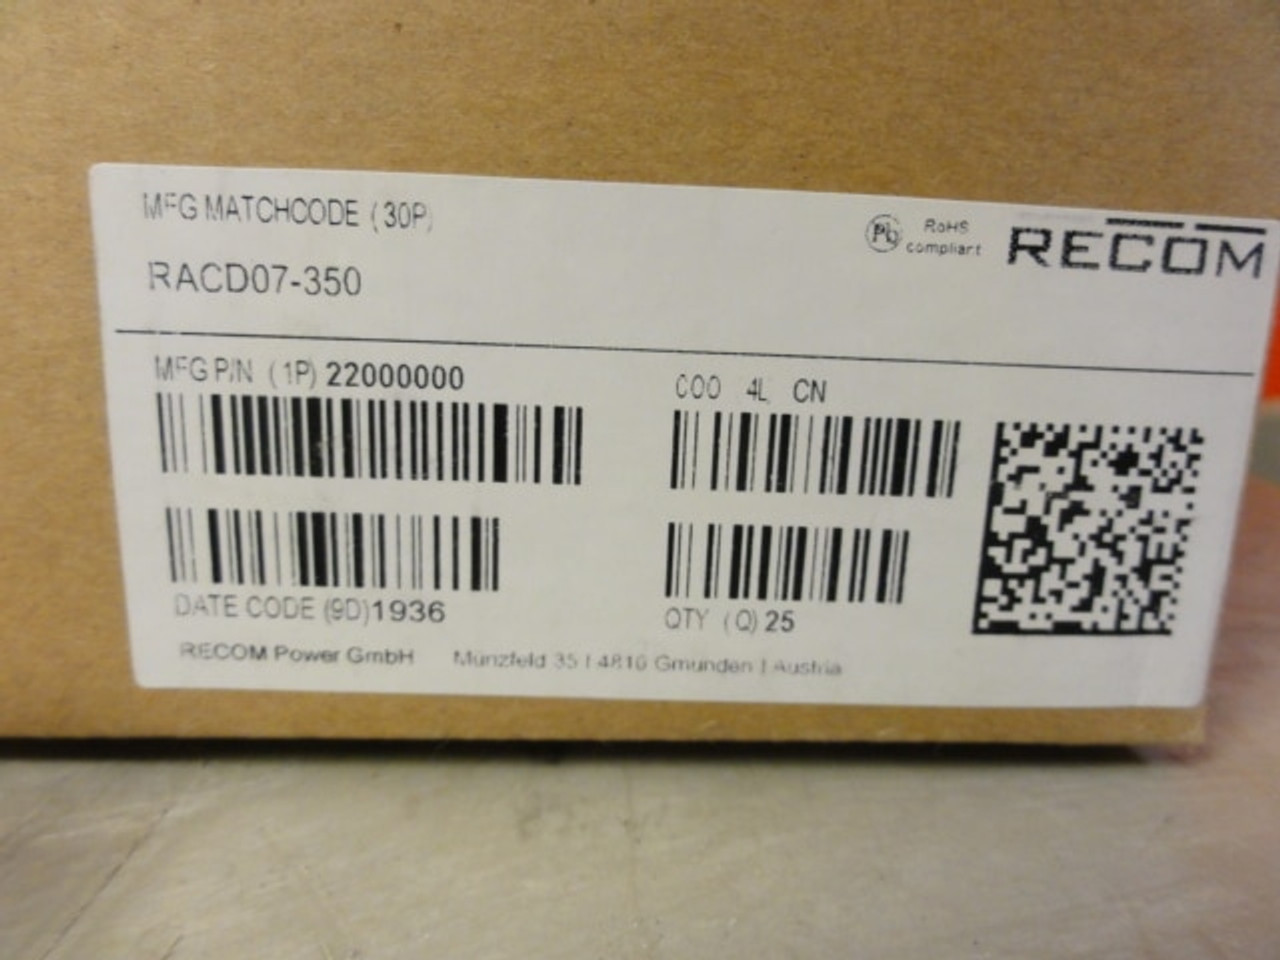 MFG MATCHCODE (30P)
RoHS
compliant
Pb
RECOM
RACD07-350
MFG P/N (1P) 22000000
COO 4L CN
DATE CODE (9D)1936
QTY (Q) 25
RECOM Power GmbH Münzfeld 35 | 4810 Gmunden | Austria